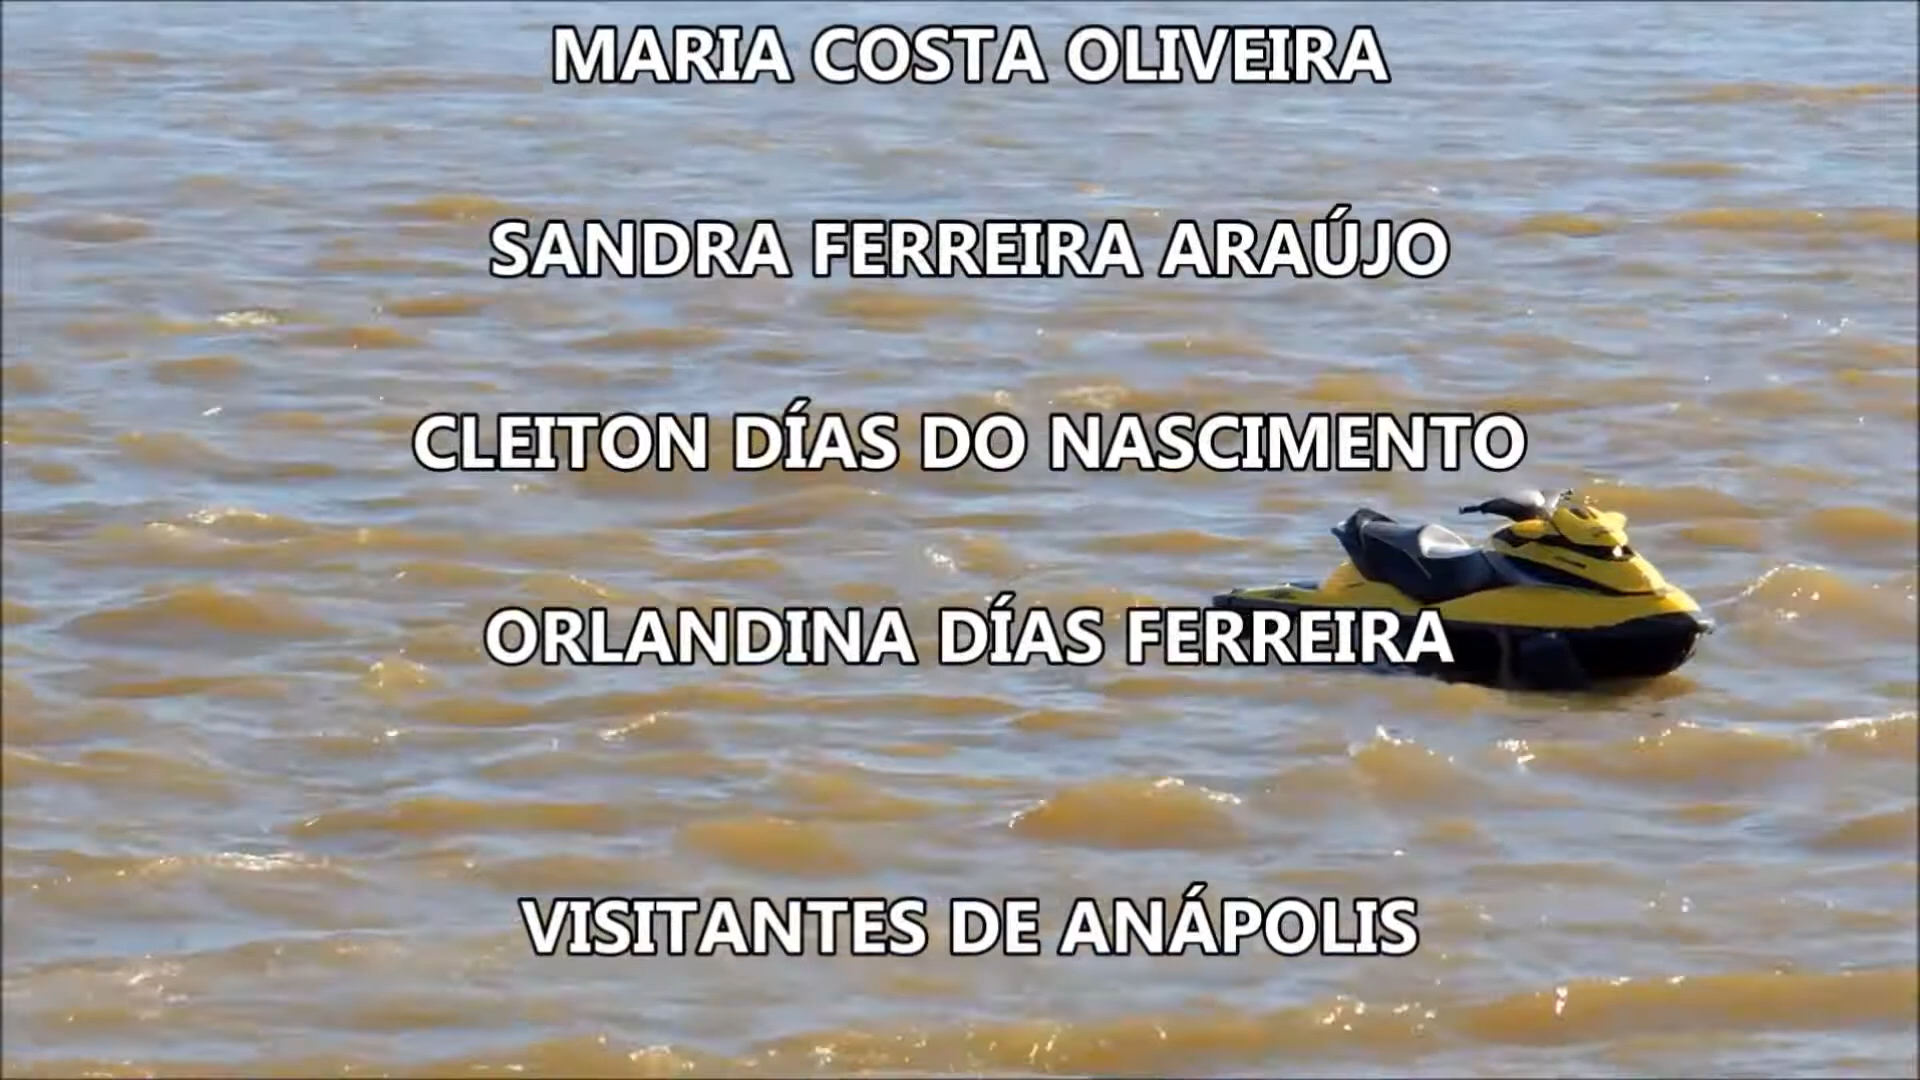 MARIA COSTA OLIVEIRA
SANDRA FERREIRA ARAÚJO
CLEITON DÍAS DO NASCIMENTO
ORLANDINA DÍAS FERREIRA
VISITANTES DE ANÁPOLIS